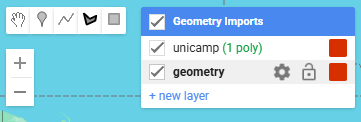 Geometry Imports
unicamp (1 poly)
geometry
+ new layer
+
−